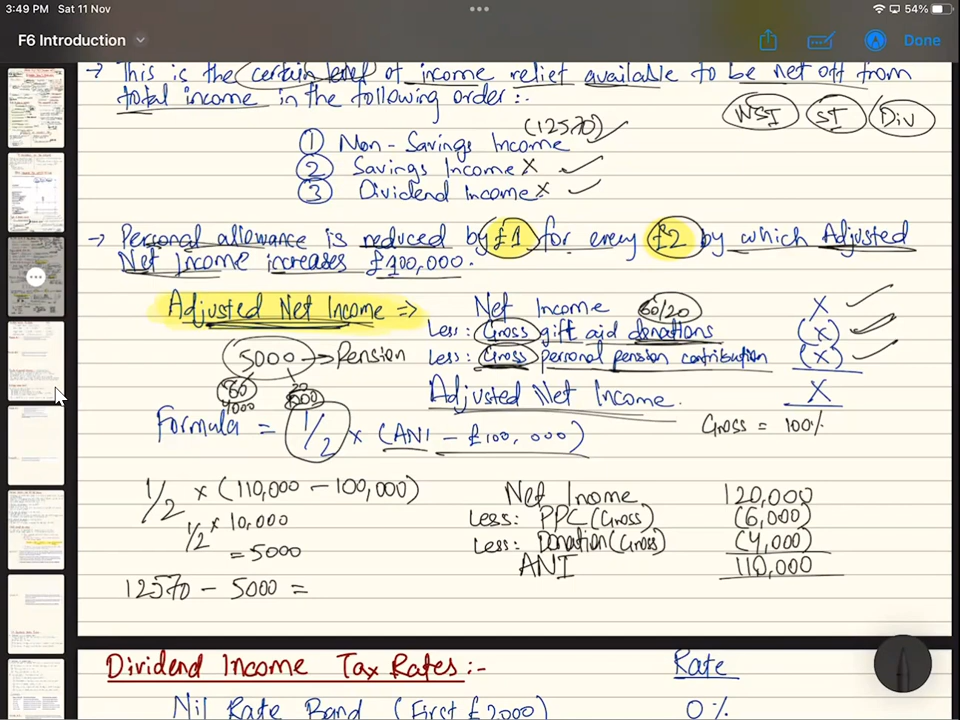 3:49 PM Sat 11 Nov
54%
F6 Introduction
Done
→ This is the certain level of income relief available to be Net off from
total income in the following order :-
NSI ST Div
(12570)
① Non-Savings Income
② Savings Income x
③ Dividend Income x
→ Personal allowance is reduced by £1 for every £2 by which Adjusted
Net Income increases £100,000.
Adjusted Net Income => Net Income 80/20 X
Less: Gross gift aid donations (x)
5000 → Pension Less: Gross personal pension contribution (x)
80 20
4000
Adjusted Net Income. X
Formula = 1/2 x (ANI - £100,000) Gross = 100%
1/2 x (110,000 - 100,000)
1/2 x 10,000
= 5000
12570 - 5000 =
Net Inome 120,000
Less: PPC (Gross) (6,000)
Less: Donation (Gross) (4,000)
ANI 110,000
Dividend Income Tax Rates:- Rate
Nil Rate Band (First £2000) 0%